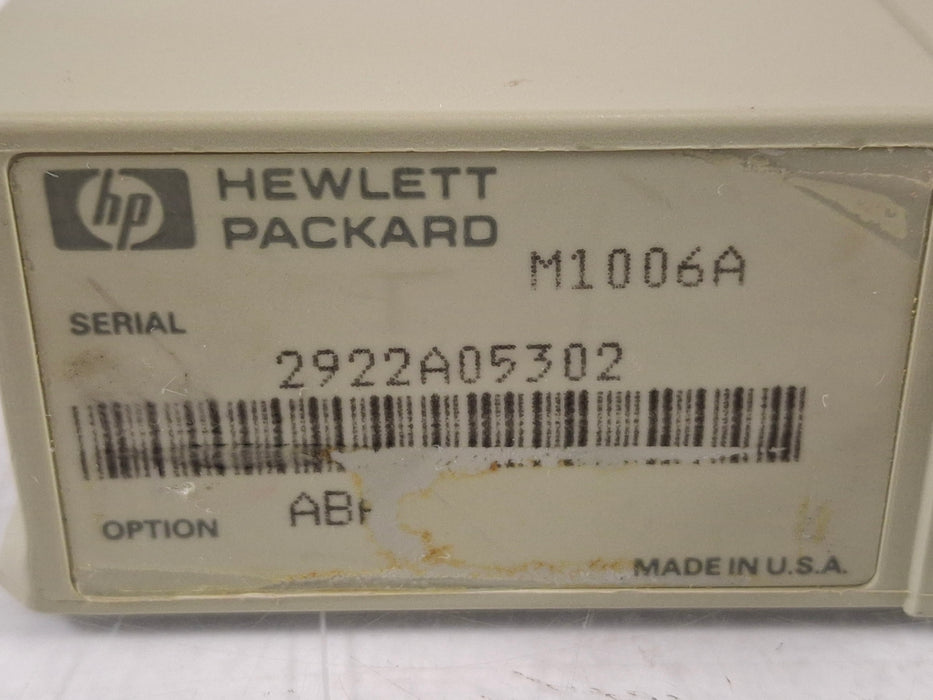 hp HEWLETT
PACKARD
M1006A
SERIAL
2922A05302
OPTION
MADE IN U.S.A.